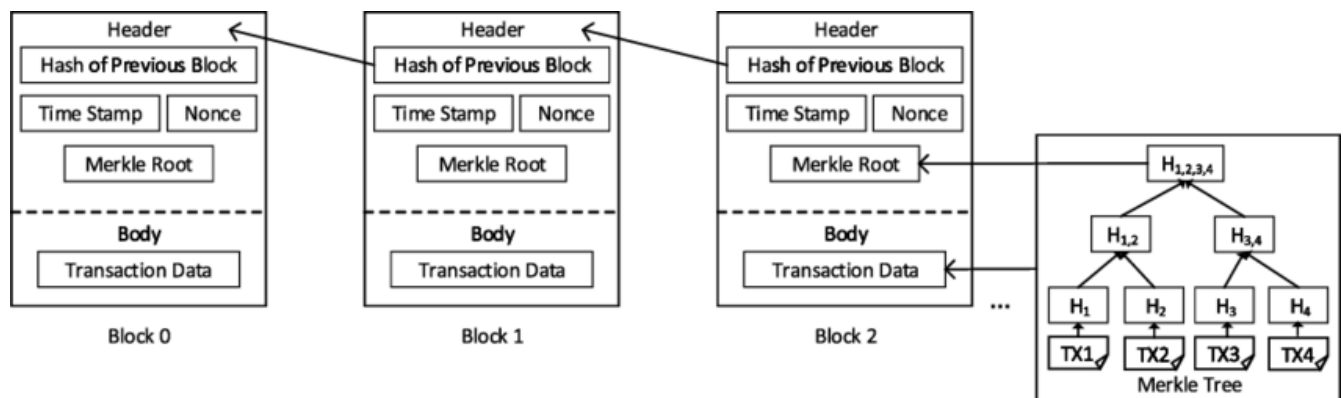 Header
Hash of Previous Block
Time Stamp
Nonce
Merkle Root
Body
Transaction Data
Block 0
Header
Hash of Previous Block
Time Stamp
Nonce
Merkle Root
Body
Transaction Data
Block 1
Header
Hash of Previous Block
Time Stamp
Nonce
Merkle Root
Body
Transaction Data
Block 2
...
H1,2,3,4
H1,2
H3,4
H1
H2
H3
H4
TX1
TX2
TX3
TX4
Merkle Tree